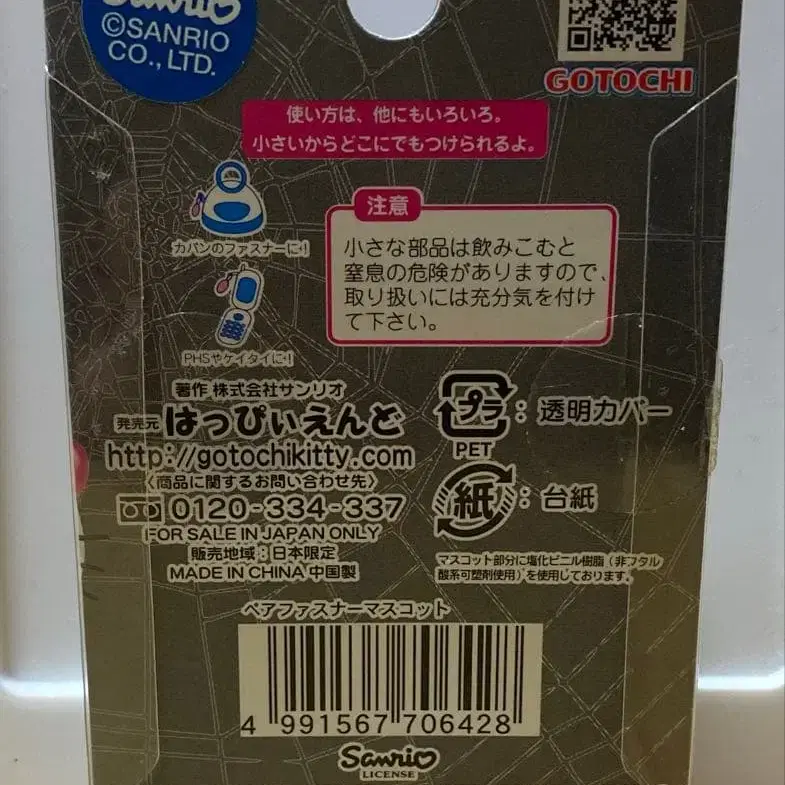 Sanrio
©SANRIO
CO., LTD.
GOTOCHI
使い方は、他にもいろいろ。
小さいからどこにでもつけられるよ。
カバンのファスナーに!
PHSやケイタイに!
注意
小さな部品は飲みこむと
窒息の危険がありますので、
取り扱いには充分気を付け
て下さい。
著作 株式会社サンリオ
発売元 はっぴぃえんど
http://gotochikitty.com
〈商品に関するお問い合わせ先〉
0120-334-337
FOR SALE IN JAPAN ONLY
販売地域:日本限定
MADE IN CHINA 中国製
プラ : 透明カバー
PET
紙 : 台紙
マスコット部分に塩化ビニル樹脂(非フタル
酸系可塑剤使用)を使用しております。
ペアファスナーマスコット
4 991567 706428
Sanrio
LICENSE